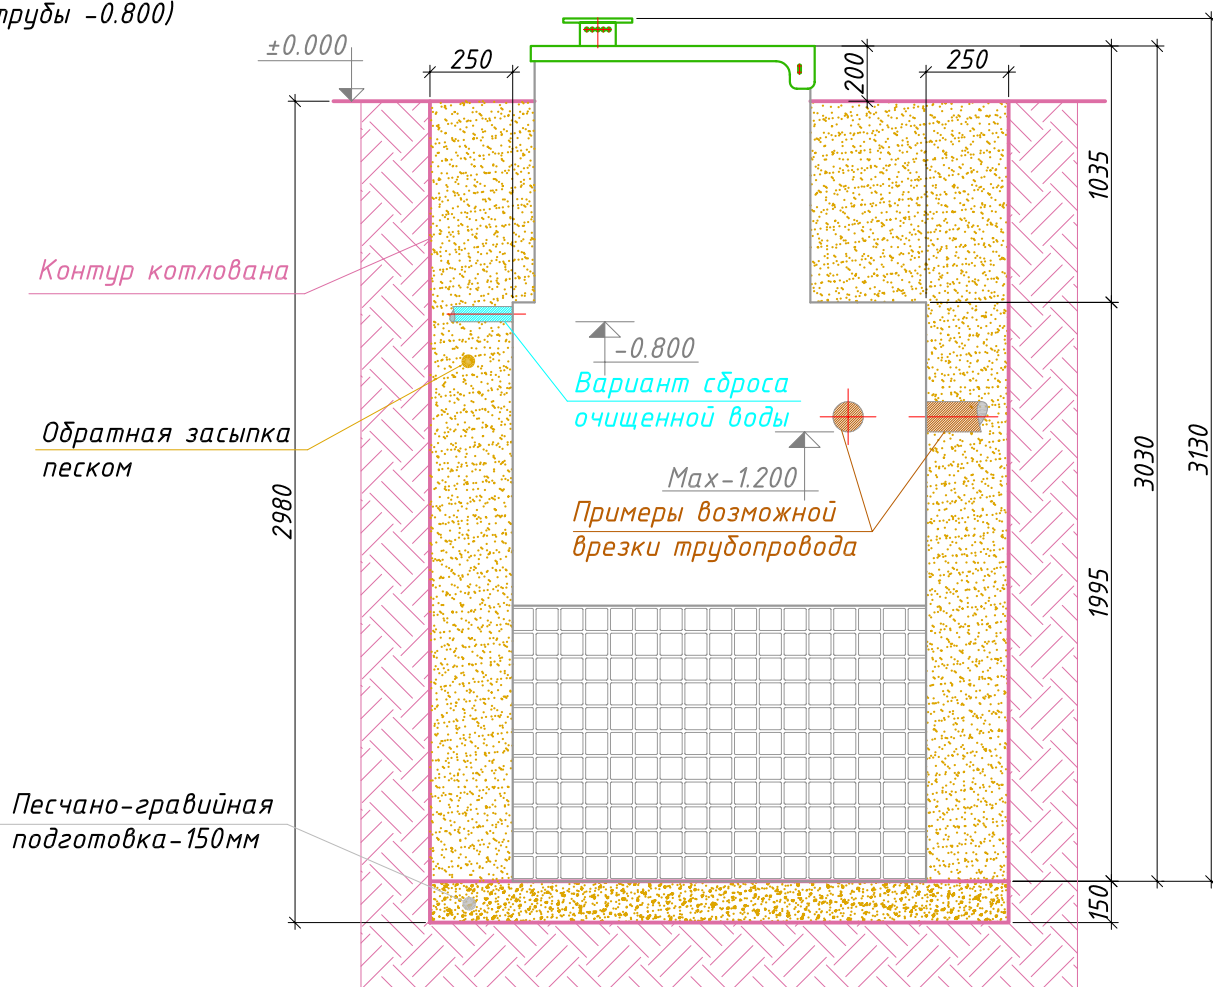 трубы -0.800)
±0.000
250
200
250
1035
Контур котлована
-0.800
Вариант сброса
очищенной воды
Обратная засыпка
песком
Max-1.200
Примеры возможной
врезки трубопровода
2980
3030
3130
1995
Песчано-гравийная
подготовка-150мм
150